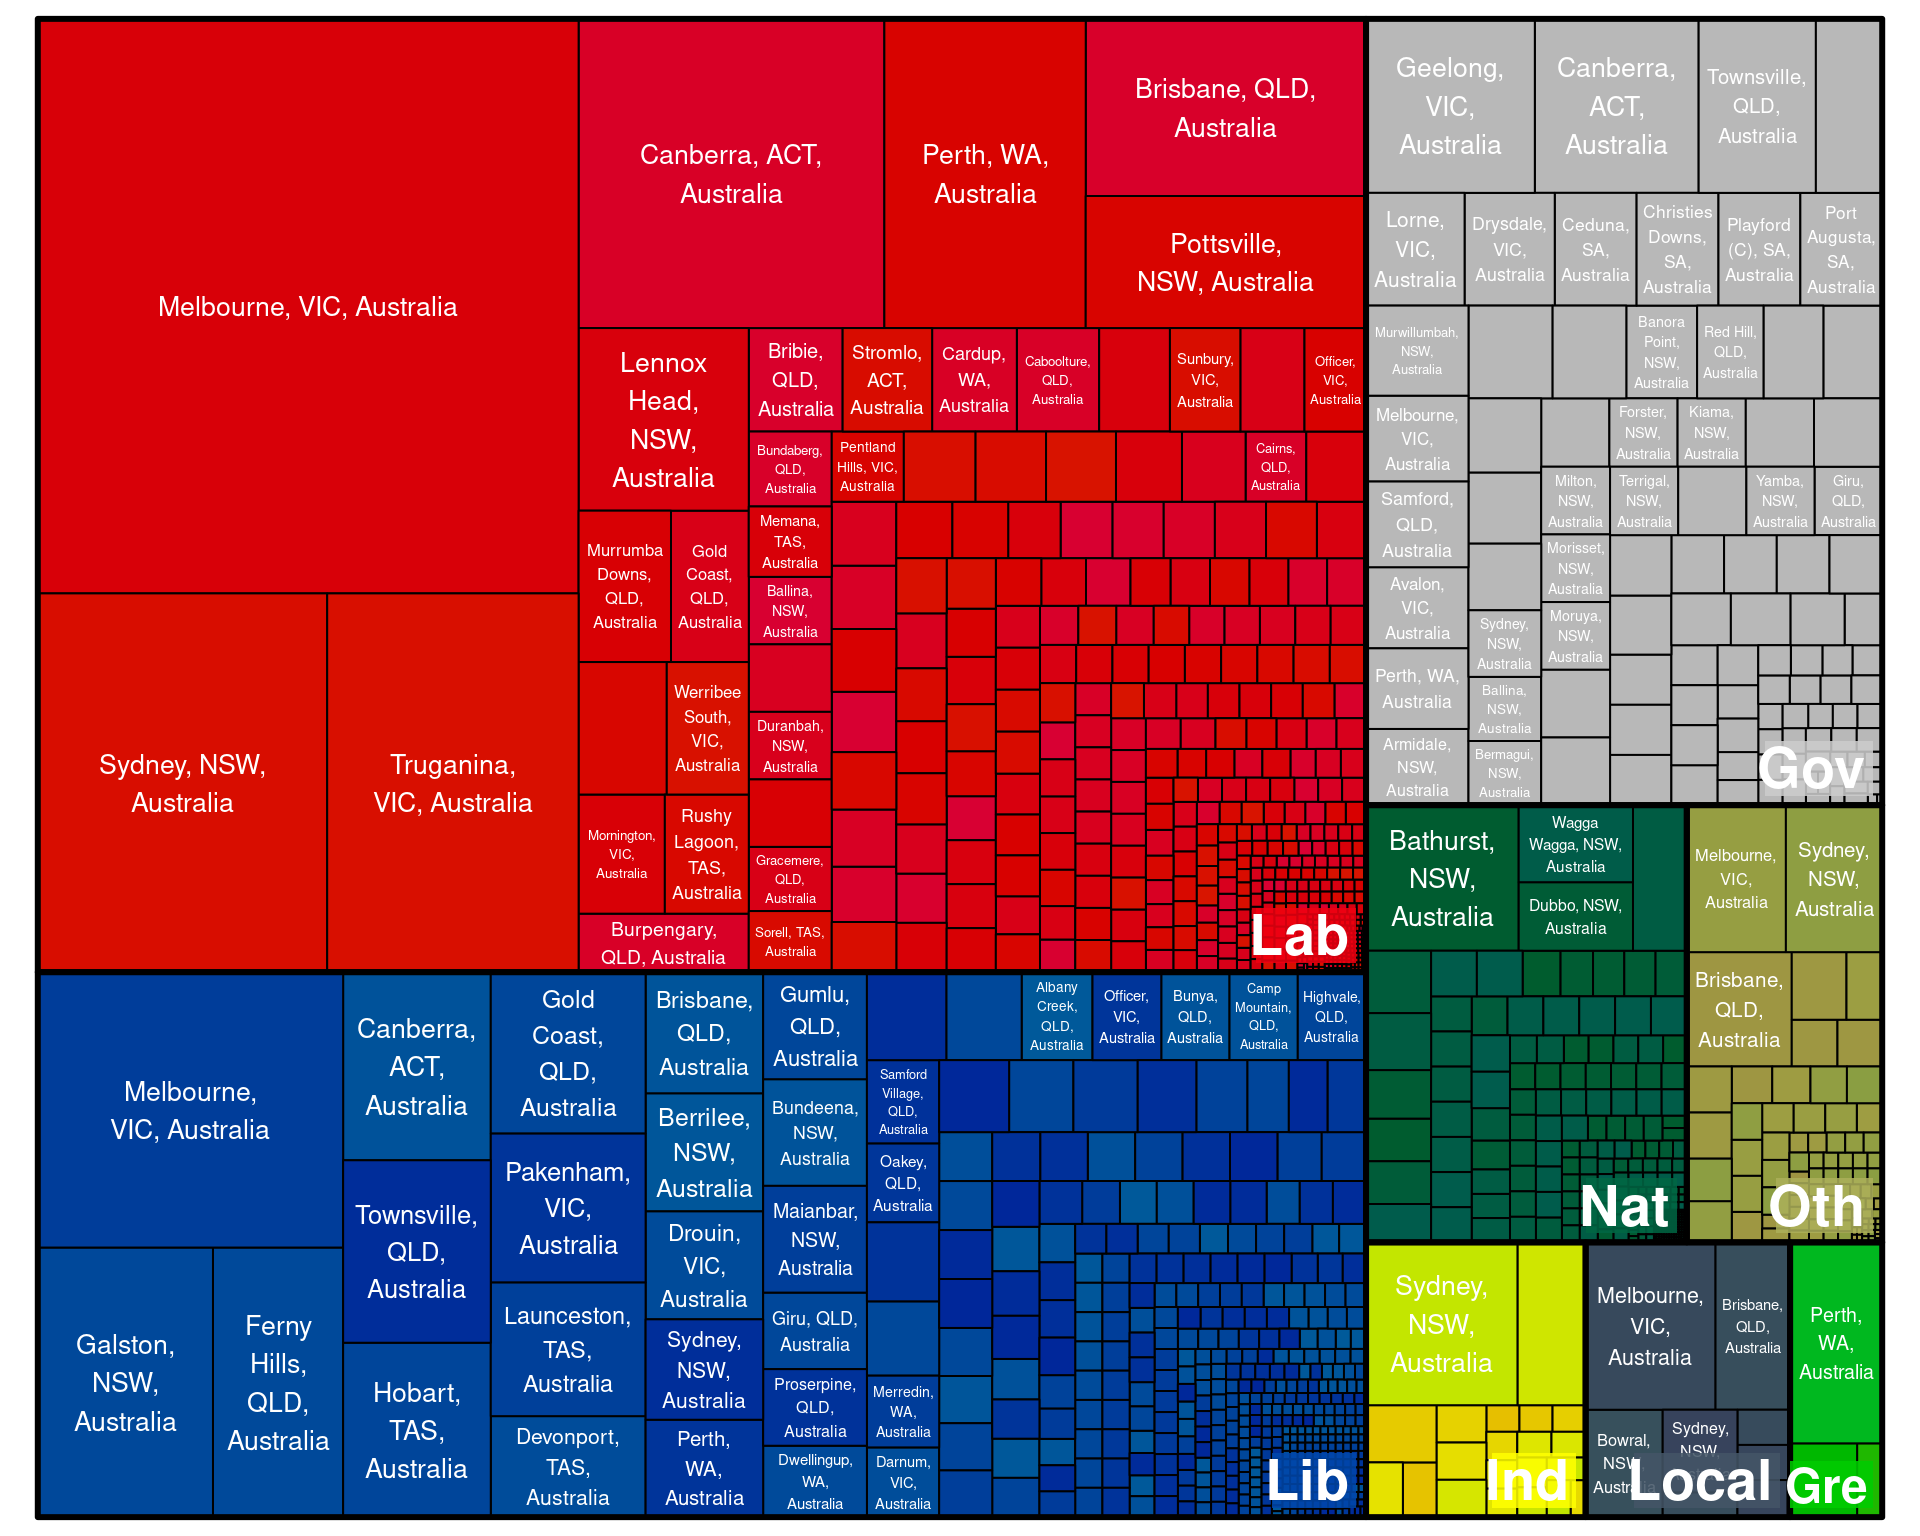 Melbourne, VIC, Australia
Canberra, ACT,
Australia
Perth, WA,
Australia
Brisbane, QLD,
Australia
Pottsville,
NSW, Australia
Sydney, NSW,
Australia
Truganina,
VIC, Australia
Lennox
Head,
NSW,
Australia
Bribie,
QLD,
Australia
Stromlo,
ACT,
Australia
Cardup,
WA,
Australia
Caboolture,
QLD,
Australia
Sunbury,
VIC,
Australia
Officer,
VIC,
Australia
Bundaberg,
QLD,
Australia
Pentland
Hills, VIC,
Australia
Cairns,
QLD,
Australia
Murrumba
Downs,
QLD,
Australia
Gold
Coast,
QLD,
Australia
Memana,
TAS,
Australia
Ballina,
NSW,
Australia
Werribee
South,
VIC,
Australia
Duranbah,
NSW,
Australia
Mornington,
VIC,
Australia
Rushy
Lagoon,
TAS,
Australia
Gracemere,
QLD,
Australia
Burpengary,
QLD, Australia
Sorell, TAS,
Australia
Lab
Geelong,
VIC,
Australia
Canberra,
ACT,
Australia
Townsville,
QLD,
Australia
Lorne,
VIC,
Australia
Drysdale,
VIC,
Australia
Ceduna,
SA,
Australia
Christies
Downs,
SA,
Australia
Playford
(C), SA,
Australia
Port
Augusta,
SA,
Australia
Murwillumbah,
NSW,
Australia
Banora
Point,
NSW,
Australia
Red Hill,
QLD,
Australia
Melbourne,
VIC,
Australia
Forster,
NSW,
Australia
Kiama,
NSW,
Australia
Samford,
QLD,
Australia
Milton,
NSW,
Australia
Terrigal,
NSW,
Australia
Yamba,
NSW,
Australia
Giru,
QLD,
Australia
Avalon,
VIC,
Australia
Morisset,
NSW,
Australia
Sydney,
NSW,
Australia
Moruya,
NSW,
Australia
Perth, WA,
Australia
Ballina,
NSW,
Australia
Armidale,
NSW,
Australia
Bermagui,
NSW,
Australia
Gov
Melbourne,
VIC, Australia
Galston,
NSW,
Australia
Ferny
Hills,
QLD,
Australia
Canberra,
ACT,
Australia
Townsville,
QLD,
Australia
Hobart,
TAS,
Australia
Gold
Coast,
QLD,
Australia
Pakenham,
VIC,
Australia
Launceston,
TAS,
Australia
Devonport,
TAS,
Australia
Brisbane,
QLD,
Australia
Berrilee,
NSW,
Australia
Drouin,
VIC,
Australia
Sydney,
NSW,
Australia
Perth,
WA,
Australia
Gumlu,
QLD,
Australia
Bundeena,
NSW,
Australia
Maianbar,
NSW,
Australia
Giru, QLD,
Australia
Proserpine,
QLD,
Australia
Dwellingup,
WA,
Australia
Albany
Creek,
QLD,
Australia
Officer,
VIC,
Australia
Bunya,
QLD,
Australia
Camp
Mountain,
QLD,
Australia
Highvale,
QLD,
Australia
Samford
Village,
QLD,
Australia
Oakey,
QLD,
Australia
Merredin,
WA,
Australia
Darnum,
VIC,
Australia
Lib
Bathurst,
NSW,
Australia
Wagga
Wagga, NSW,
Australia
Dubbo, NSW,
Australia
Nat
Melbourne,
VIC,
Australia
Sydney,
NSW,
Australia
Brisbane,
QLD,
Australia
Oth
Sydney,
NSW,
Australia
Ind
Melbourne,
VIC,
Australia
Brisbane,
QLD,
Australia
Bowral,
NSW,
Australia
Sydney,
NSW,
Local
Perth,
WA,
Australia
Gre